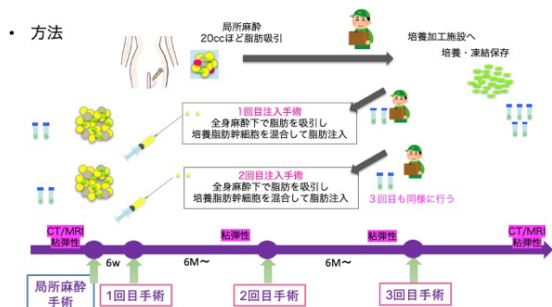 • 方法
局所麻酔
20ccほど脂肪吸引
培養加工施設へ
培養・凍結保存
1回目注入手術
全身麻酔下で脂肪を吸引し
培養脂肪幹細胞を混合して脂肪注入
2回目注入手術
全身麻酔下で脂肪を吸引し
培養脂肪幹細胞を混合して脂肪注入
3回目も同様に行う
CT/MRI
粘弾性
粘弾性
粘弾性
CT/MRI
粘弾性
6w
6M〜
6M〜
局所麻酔
手術
1回目手術
2回目手術
3回目手術